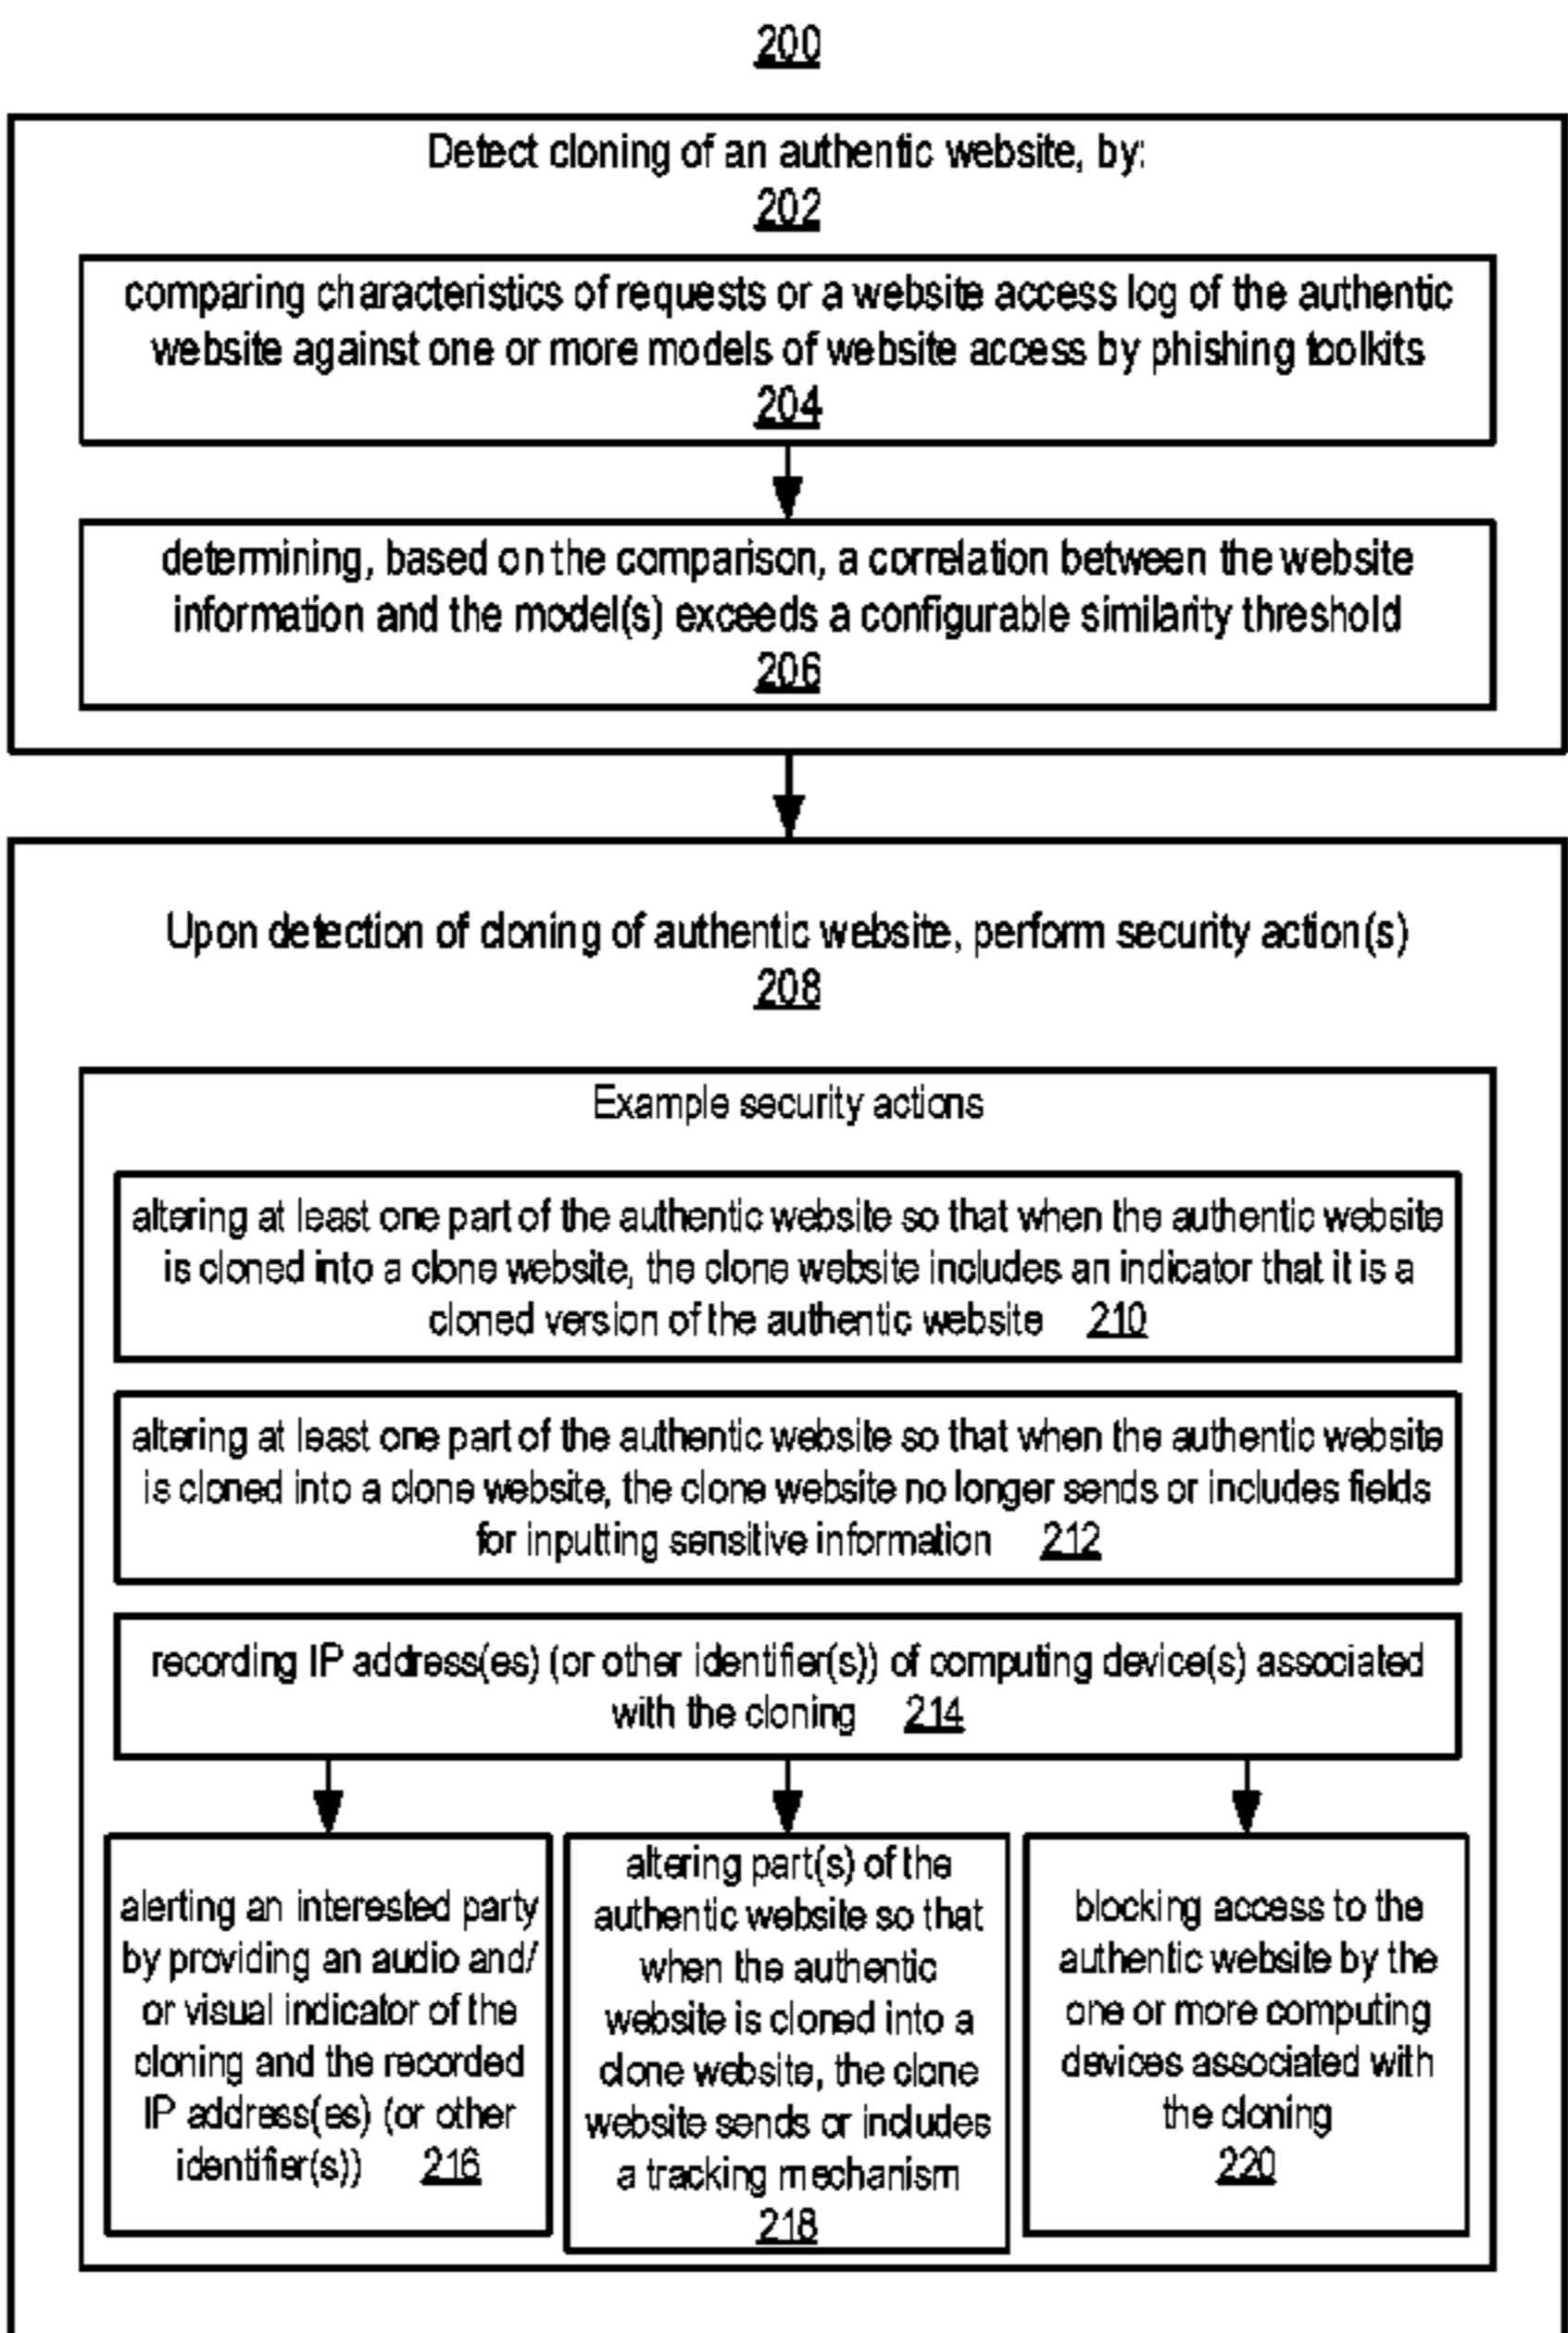 200
Detect cloning of an authentic website, by:
202
comparing characteristics of requests or a website access log of the authentic
website against one or more models of website access by phishing toolkits
204
determining, based on the comparison, a correlation between the website
information and the model(s) exceeds a configurable similarity threshold
206
Upon detection of cloning of authentic website, perform security action(s)
208
Example security actions
altering at least one part of the authentic website so that when the authentic website
is cloned into a clone website, the clone website includes an indicator that it is a
cloned version of the authentic website 210
altering at least one part of the authentic website so that when the authentic website
is cloned into a clone website, the clone website no longer sends or includes fields
for inputting sensitive information 212
recording IP address(es) (or other identifier(s)) of computing device(s) associated
with the cloning 214
alerting an interested party
by providing an audio and/
or visual indicator of the
cloning and the recorded
IP address(es) (or other
identifier(s)) 216
altering part(s) of the
authentic website so that
when the authentic
website is cloned into a
clone website, the clone
website sends or includes
a tracking mechanism
218
blocking access to the
authentic website by the
one or more computing
devices associated with
the cloning
220